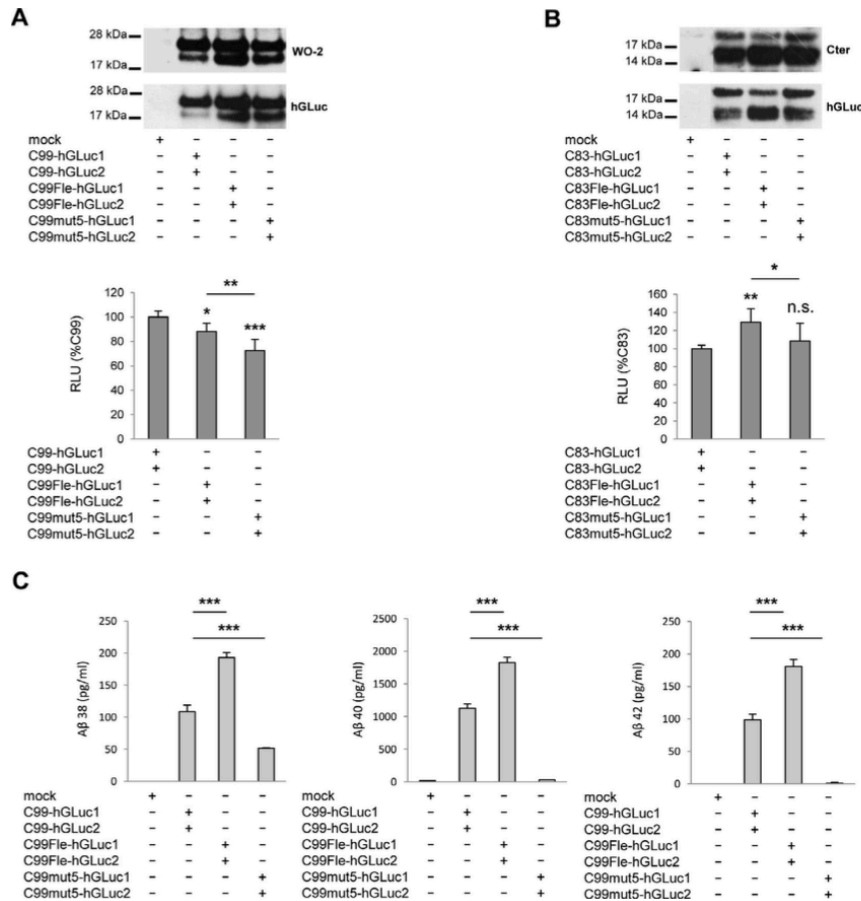 A
28 kDa
17 kDa
WO-2
28 kDa
17 kDa
hGLuc
mock + - - -
C99-hGLuc1 - + - -
C99-hGLuc2 - + - -
C99Fle-hGLuc1 - - + -
C99Fle-hGLuc2 - - + -
C99mut5-hGLuc1 - - - +
C99mut5-hGLuc2 - - - +
RLU (%C99)
120
100
80
60
40
20
0
**
*
***
C99-hGLuc1 + - -
C99-hGLuc2 + - -
C99Fle-hGLuc1 - + -
C99Fle-hGLuc2 - + -
C99mut5-hGLuc1 - - +
C99mut5-hGLuc2 - - +
B
17 kDa
14 kDa
Cter
17 kDa
14 kDa
hGLuc
mock + - - -
C83-hGLuc1 - + - -
C83-hGLuc2 - + - -
C83Fle-hGLuc1 - - + -
C83Fle-hGLuc2 - - + -
C83mut5-hGLuc1 - - - +
C83mut5-hGLuc2 - - - +
RLU (%C83)
160
140
120
100
80
60
40
20
0
*
**
n.s.
C83-hGLuc1 + - -
C83-hGLuc2 + - -
C83Fle-hGLuc1 - + -
C83Fle-hGLuc2 - + -
C83mut5-hGLuc1 - - +
C83mut5-hGLuc2 - - +
C
Aβ 38 (pg/ml)
250
200
150
100
50
0
***
***
mock + - - -
C99-hGLuc1 - + - -
C99-hGLuc2 - + - -
C99Fle-hGLuc1 - - + -
C99Fle-hGLuc2 - - + -
C99mut5-hGLuc1 - - - +
C99mut5-hGLuc2 - - - +
Aβ 40 (pg/ml)
2500
2000
1500
1000
500
0
***
***
mock + - - -
C99-hGLuc1 - + - -
C99-hGLuc2 - + - -
C99Fle-hGLuc1 - - + -
C99Fle-hGLuc2 - - + -
C99mut5-hGLuc1 - - - +
C99mut5-hGLuc2 - - - +
Aβ 42 (pg/ml)
250
200
150
100
50
0
***
***
mock + - - -
C99-hGLuc1 - + - -
C99-hGLuc2 - + - -
C99Fle-hGLuc1 - - + -
C99Fle-hGLuc2 - - + -
C99mut5-hGLuc1 - - - +
C99mut5-hGLuc2 - - - +